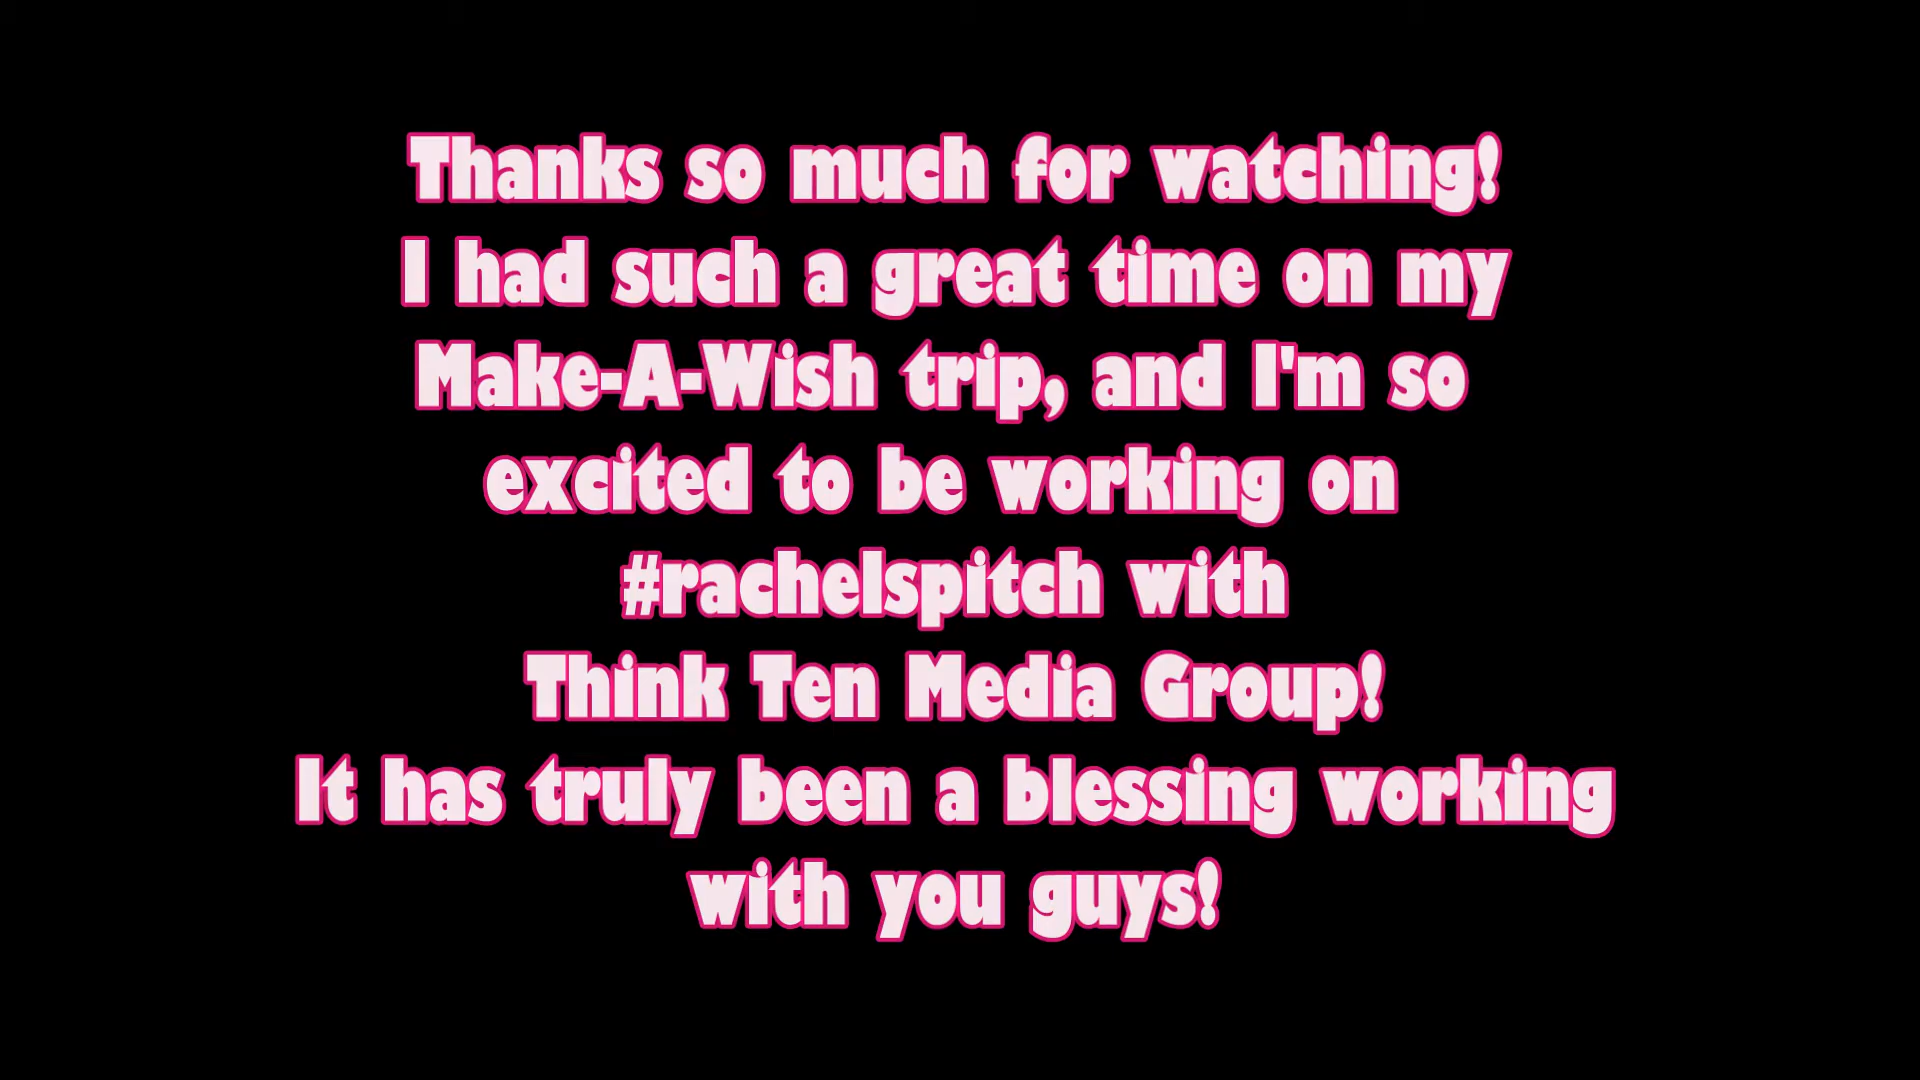 Thanks so much for watching!
I had such a great time on my
Make-A-Wish trip, and I'm so
excited to be working on
#rachelspitch with
Think Ten Media Group!
It has truly been a blessing working
with you guys!